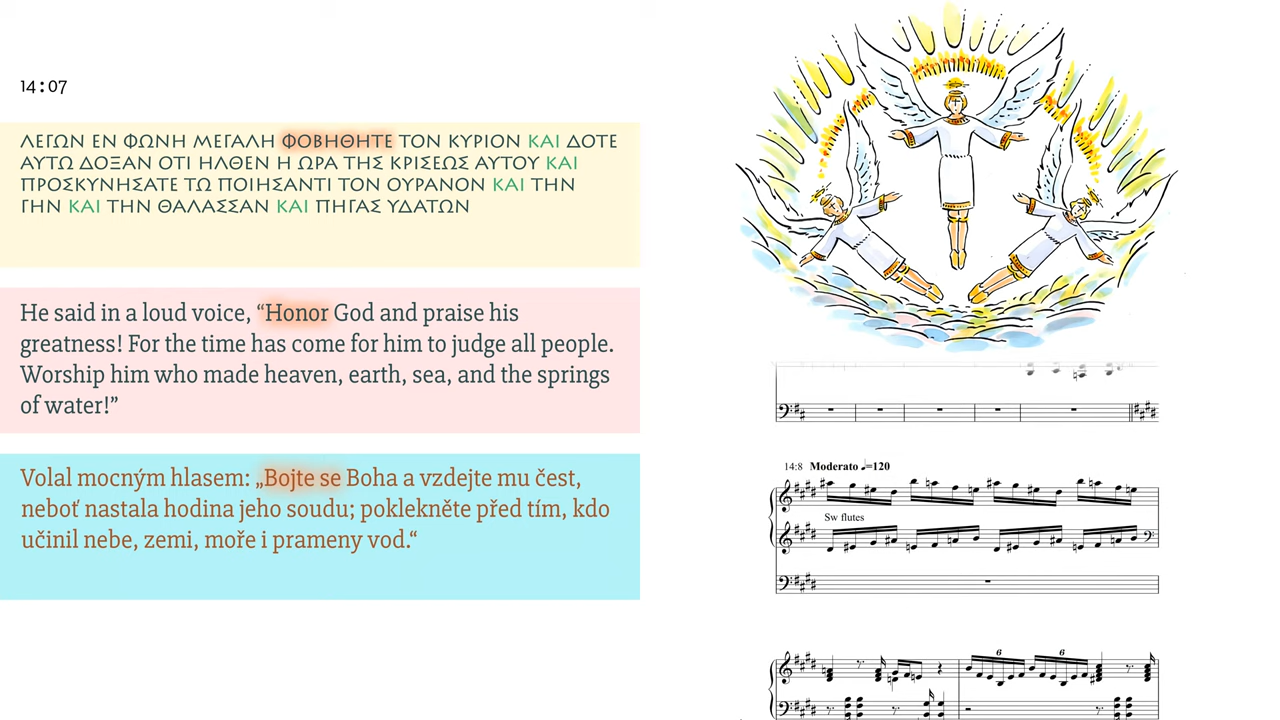 14:07
ΛΕΓΩΝ ΕΝ ΦΩΝΗ ΜΕΓΑΛΗ ΦΟΒΗΘΗΤΕ ΤΟΝ ΚΥΡΙΟΝ ΚΑΙ ΔΟΤΕ
ΑΥΤΩ ΔΟΞΑΝ ΟΤΙ ΗΛΘΕΝ Η ΩΡΑ ΤΗΣ ΚΡΙΣΕΩΣ ΑΥΤΟΥ ΚΑΙ
ΠΡΟΣΚΥΝΗΣΑΤΕ ΤΩ ΠΟΙΗΣΑΝΤΙ ΤΟΝ ΟΥΡΑΝΟΝ ΚΑΙ ΤΗΝ
ΓΗΝ ΚΑΙ ΤΗΝ ΘΑΛΑΣΣΑΝ ΚΑΙ ΠΗΓΑΣ ΥΔΑΤΩΝ
He said in a loud voice, “Honor God and praise his
greatness! For the time has come for him to judge all people.
Worship him who made heaven, earth, sea, and the springs
of water!”
Volal mocným hlasem: „Bojte se Boha a vzdejte mu čest,
neboť nastala hodina jeho soudu; poklekněte před tím, kdo
učinil nebe, zemi, moře i prameny vod.“
14:8 Moderato ♩=120
Sw flutes
6 6